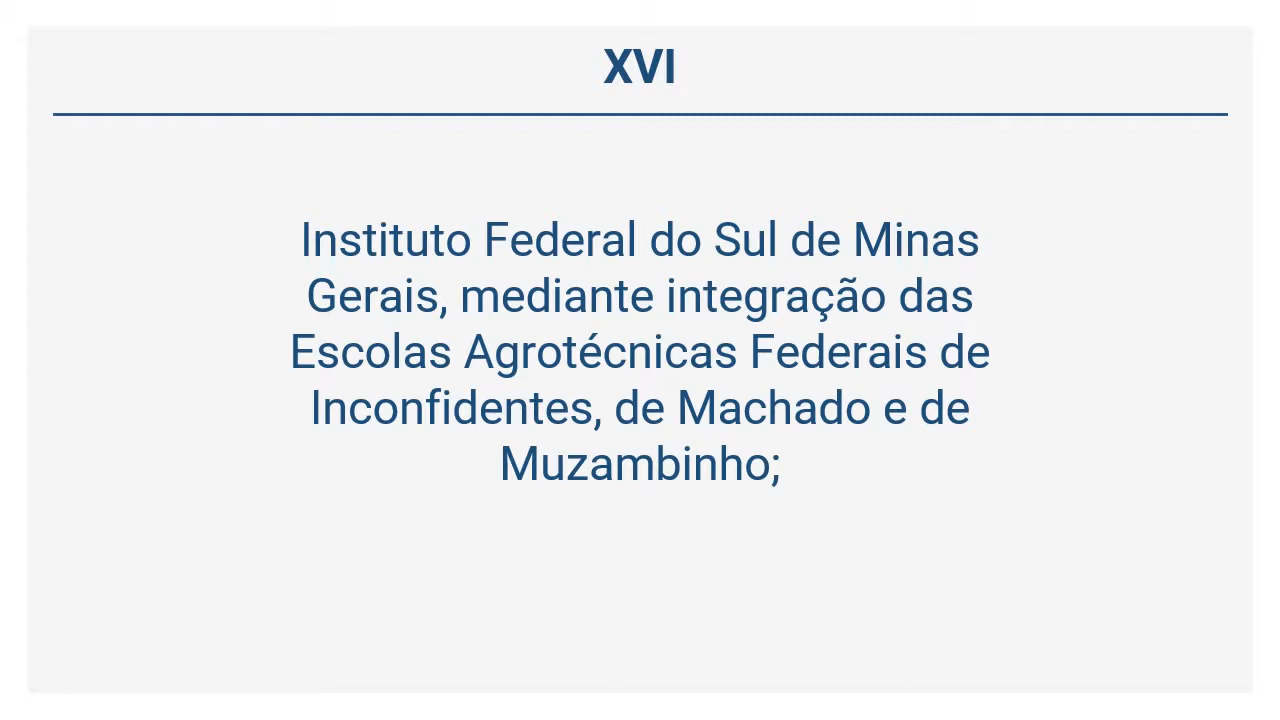 XVI
Instituto Federal do Sul de Minas
Gerais, mediante integração das
Escolas Agrotécnicas Federais de
Inconfidentes, de Machado e de
Muzambinho;